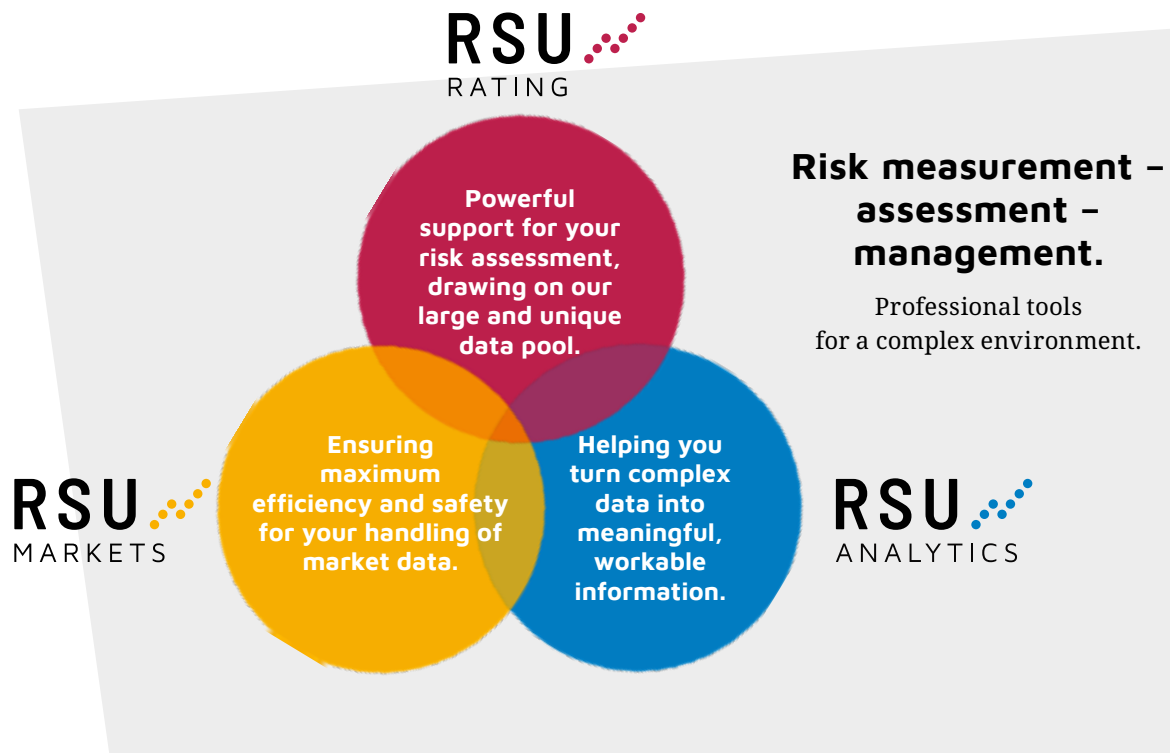 RSU
RATING
Risk measurement –
assessment –
management.
Professional tools
for a complex environment.
Powerful
support for your
risk assessment,
drawing on our
large and unique
data pool.
Ensuring
maximum
efficiency and safety
for your handling of
market data.
Helping you
turn complex
data into
meaningful,
workable
information.
RSU
MARKETS
RSU
ANALYTICS